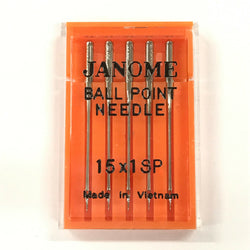 JANOME
BALL POINT
NEEDLE
15x1SP
Made in Vietnam